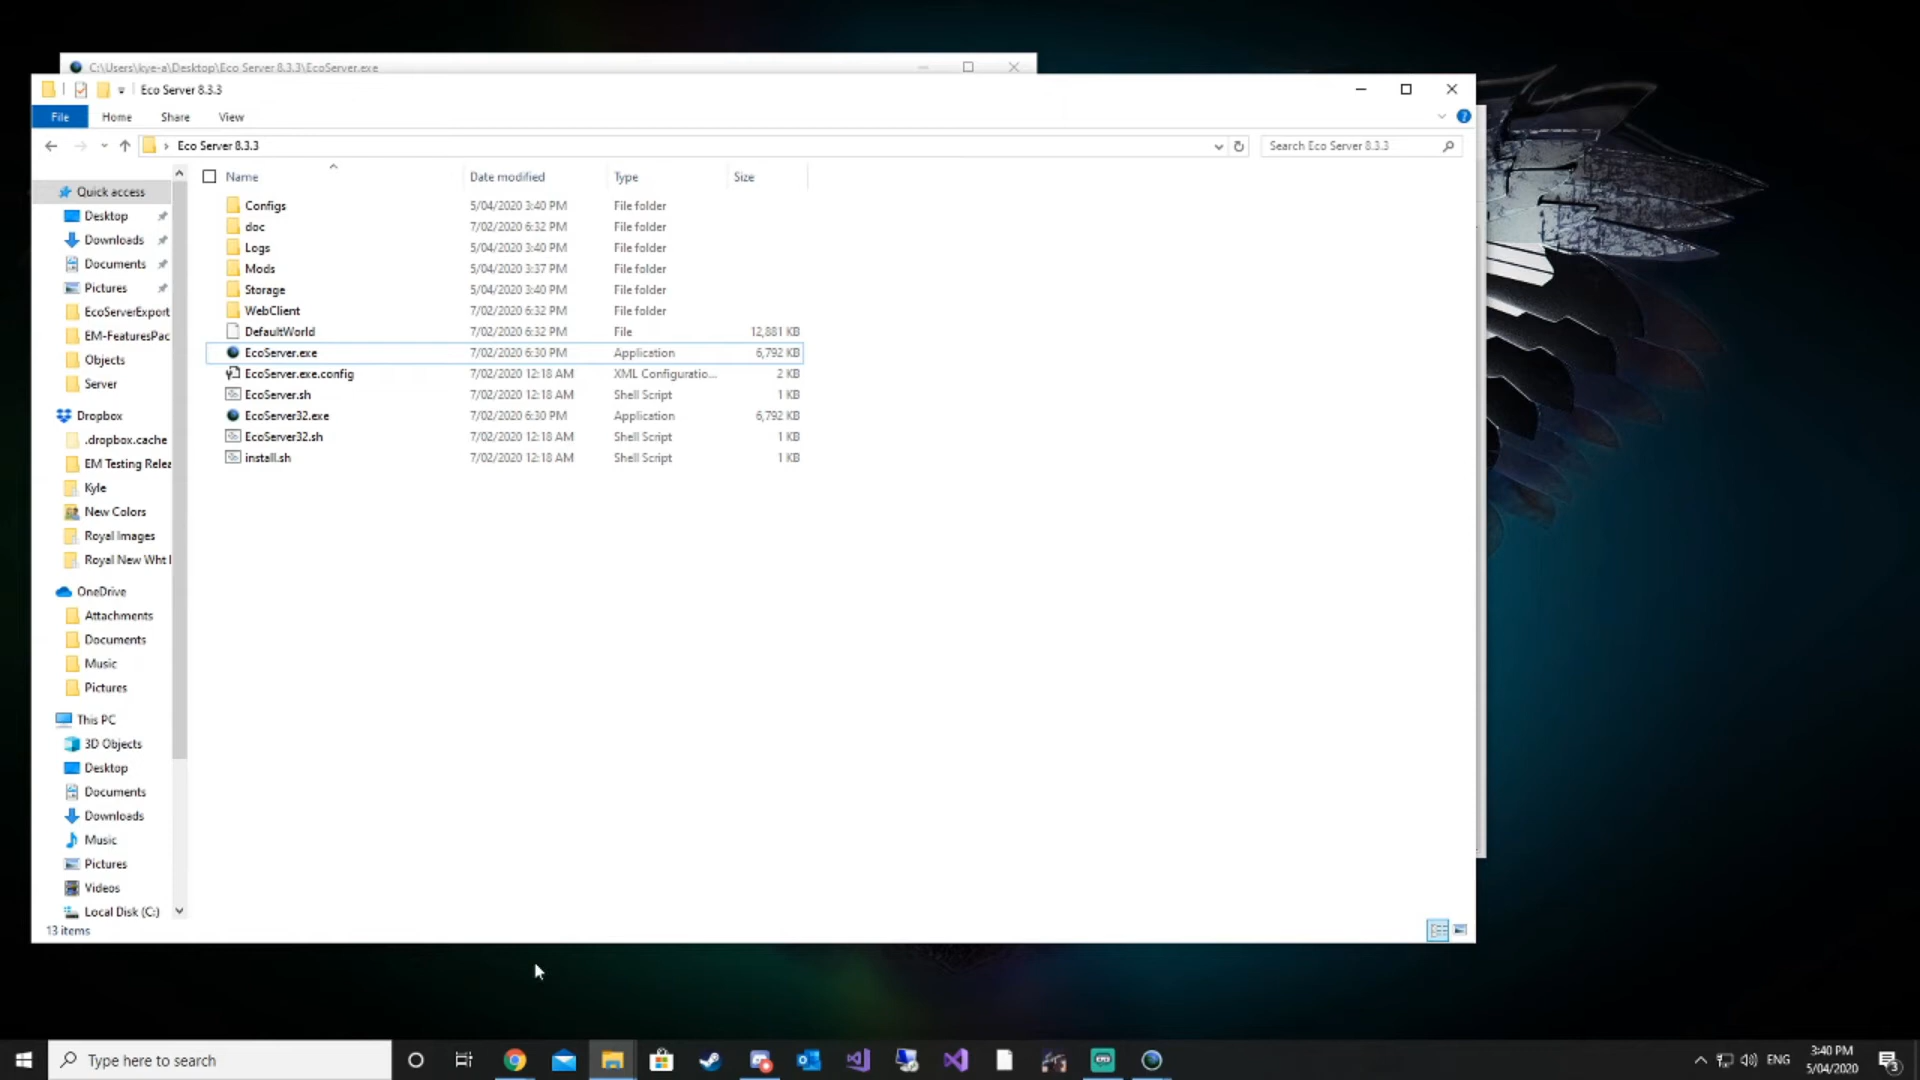 C:\Users\kye-a\Desktop\Eco Server 8.3.3\EcoServer.exe
Eco Server 8.3.3
File Home Share View
Eco Server 8.3.3
Search Eco Server 8.3.3
Name Date modified Type Size
Configs 5/04/2020 3:40 PM File folder
doc 7/02/2020 6:32 PM File folder
Logs 5/04/2020 3:40 PM File folder
Mods 5/04/2020 3:37 PM File folder
Storage 5/04/2020 3:40 PM File folder
WebClient 7/02/2020 6:32 PM File folder
DefaultWorld 7/02/2020 6:32 PM File 12,881 KB
EcoServer.exe 7/02/2020 6:30 PM Application 6,792 KB
EcoServer.exe.config 7/02/2020 12:18 AM XML Configuratio... 2 KB
EcoServer.sh 7/02/2020 12:18 AM Shell Script 1 KB
EcoServer32.exe 7/02/2020 6:30 PM Application 6,792 KB
EcoServer32.sh 7/02/2020 12:18 AM Shell Script 1 KB
install.sh 7/02/2020 12:18 AM Shell Script 1 KB
Quick access
Desktop
Downloads
Documents
Pictures
EcoServerExport
EM-FeaturesPac
Objects
Server
Dropbox
.dropbox.cache
EM Testing Relea
Kyle
New Colors
Royal Images
Royal New Wht
OneDrive
Attachments
Documents
Music
Pictures
This PC
3D Objects
Desktop
Documents
Downloads
Music
Pictures
Videos
Local Disk (C:)
13 items
Type here to search
ENG
3:40 PM
5/04/2020
3